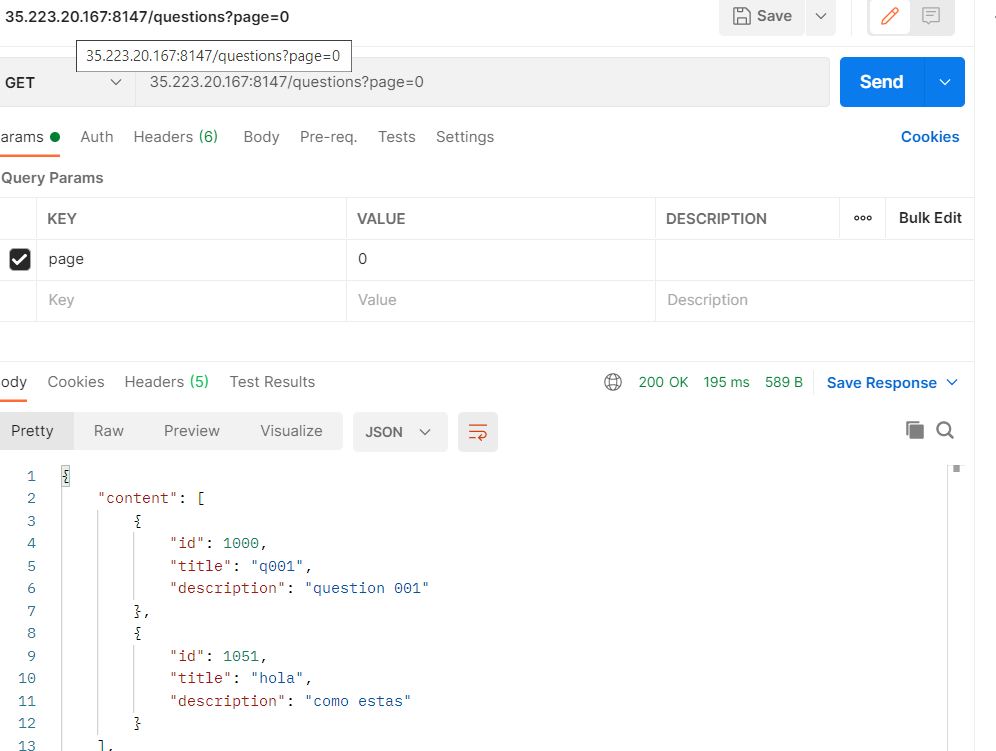 35.223.20.167:8147/questions?page=0
Save
35.223.20.167:8147/questions?page=0
GET
35.223.20.167:8147/questions?page=0
Send
arams
Auth
Headers (6)
Body
Pre-req.
Tests
Settings
Cookies
Query Params
KEY
VALUE
DESCRIPTION
Bulk Edit
page
0
Key
Value
Description
ody
Cookies
Headers (5)
Test Results
200 OK
195 ms
589 B
Save Response
Pretty
Raw
Preview
Visualize
JSON
1 {
2 "content": [
3 {
4 "id": 1000,
5 "title": "q001",
6 "description": "question 001"
7 },
8 {
9 "id": 1051,
10 "title": "hola",
11 "description": "como estas"
12 }
13 ],